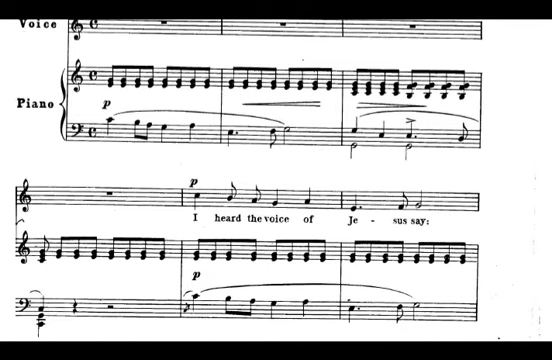 Voice
Piano
p
p
I heard the voice of Je - sus say:
p